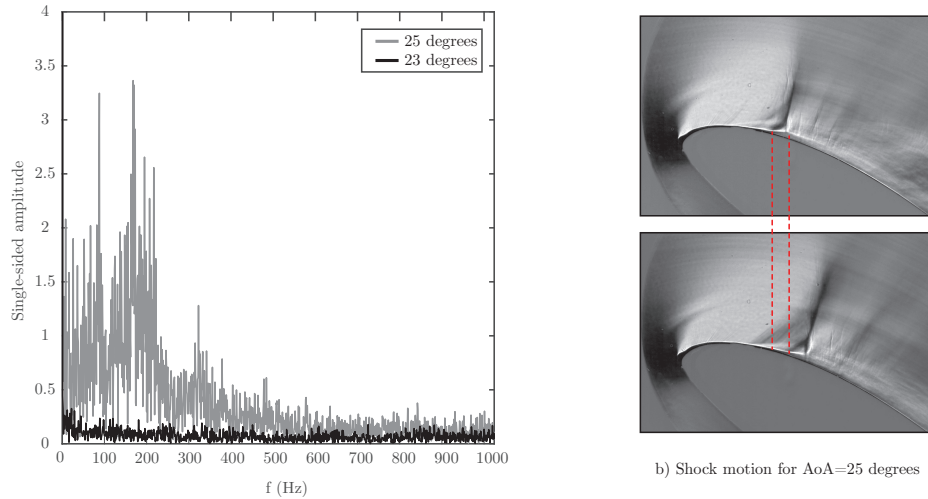 4
3.5
3
2.5
2
1.5
1
0.5
0
Single-sided amplitude
25 degrees
23 degrees
0 100 200 300 400 500 600 700 800 900 1000
f (Hz)
b) Shock motion for AoA=25 degrees